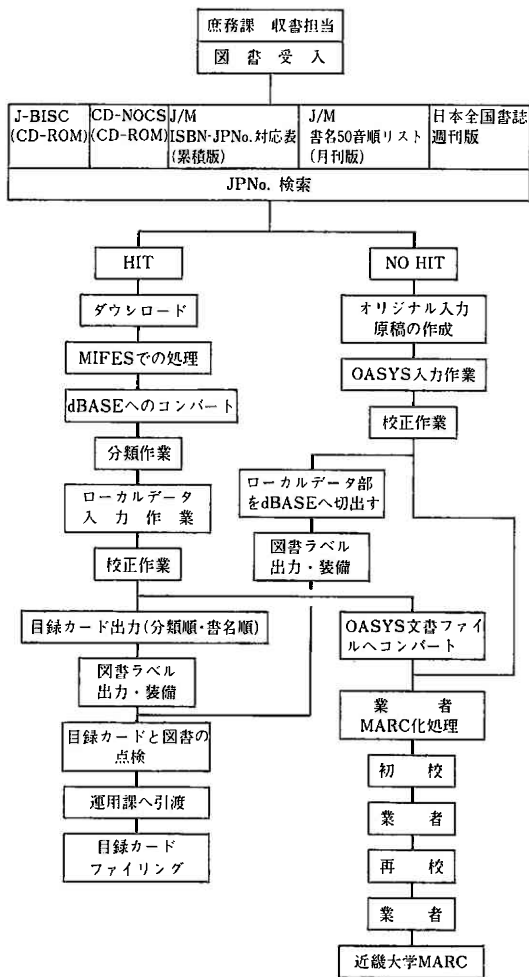 庶務課 収書担当
図書受入
J-BISC
(CD-ROM)
CD-NOCS
(CD-ROM)
J/M
ISBN・JPNo.対応表
(累積版)
J/M
書名50音順リスト
(月刊版)
日本全国書誌
週刊版
JPNo. 検索
HIT
ダウンロード
MIFESでの処理
dBASEへのコンバート
分類作業
ローカルデータ
入力作業
校正作業
目録カード出力(分類順・書名順)
図書ラベル
出力・装備
目録カードと図書の
点検
運用課へ引渡
目録カード
ファイリング
NO HIT
オリジナル入力
原稿の作成
OASYS入力作業
校正作業
ローカルデータ部
をdBASEへ切出す
図書ラベル
出力・装備
OASYS文書ファイ
ルへコンバート
業者
MARC化処理
初校
業者
再校
業者
近畿大学MARC